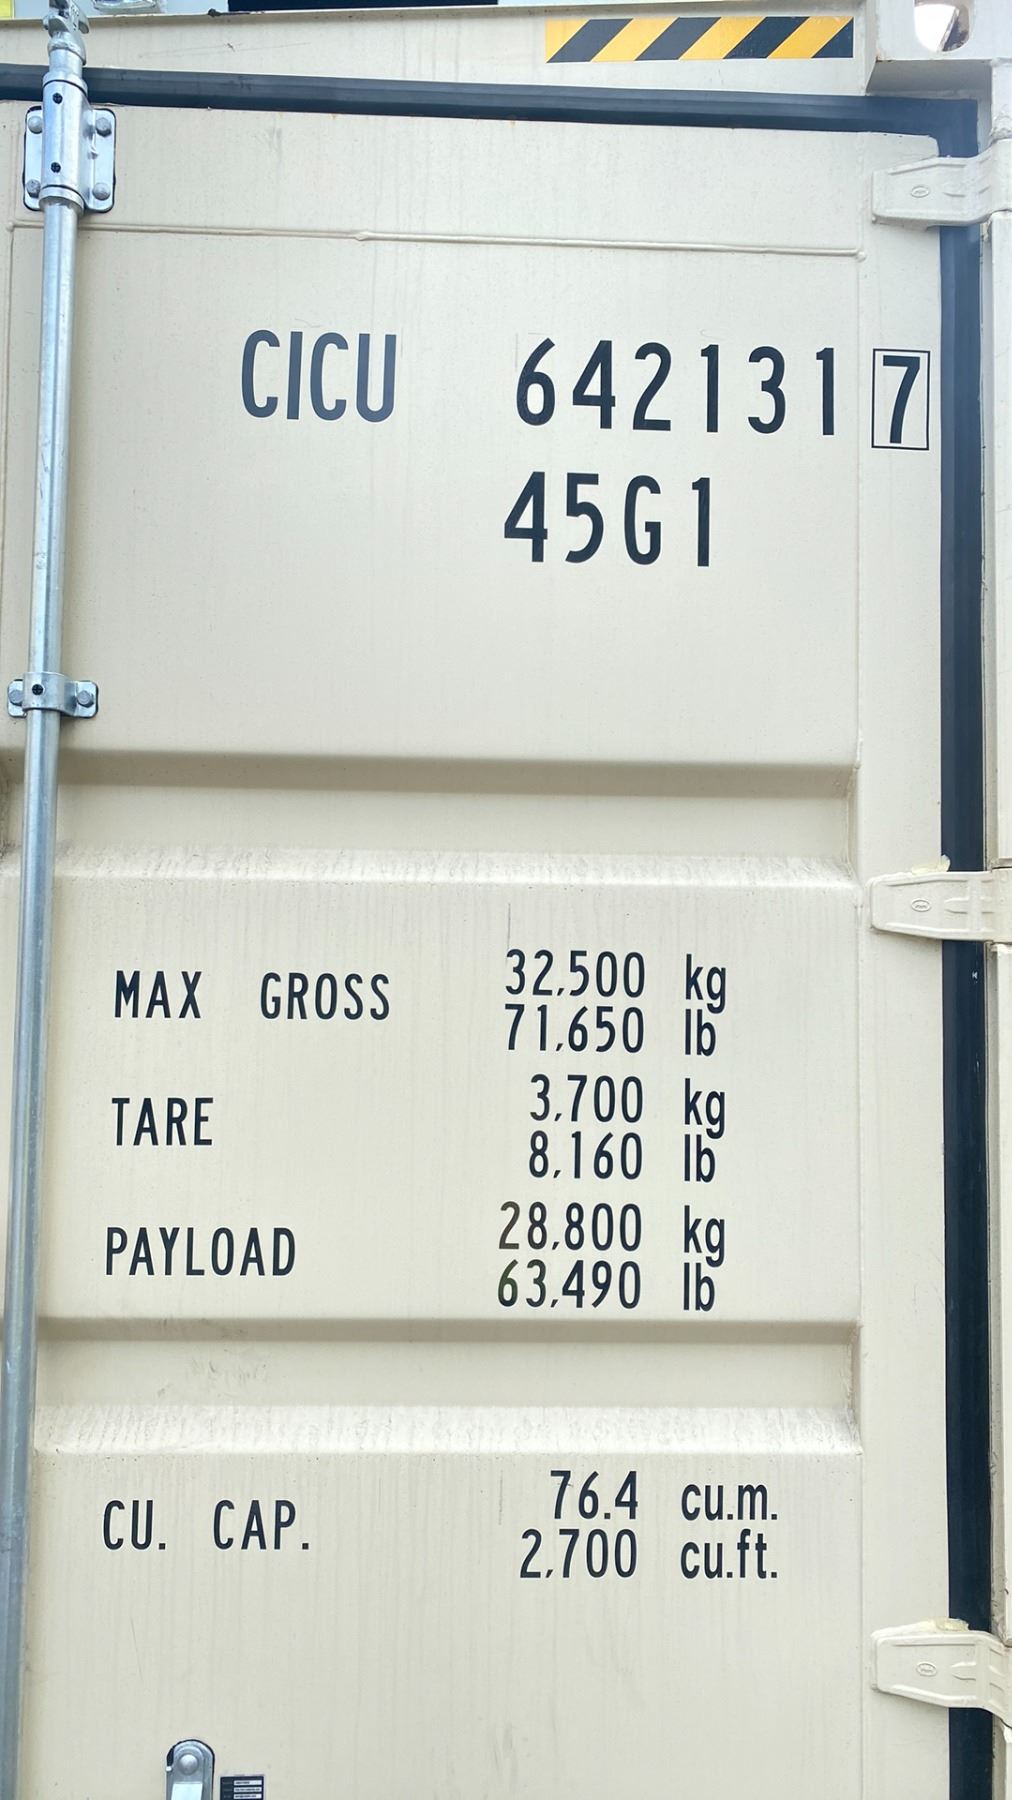 CICU 642131 7
45G1
MAX GROSS 32,500 kg
71,650 lb
TARE 3,700 kg
8,160 lb
PAYLOAD 28,800 kg
63,490 lb
CU. CAP. 76.4 cu.m.
2,700 cu.ft.